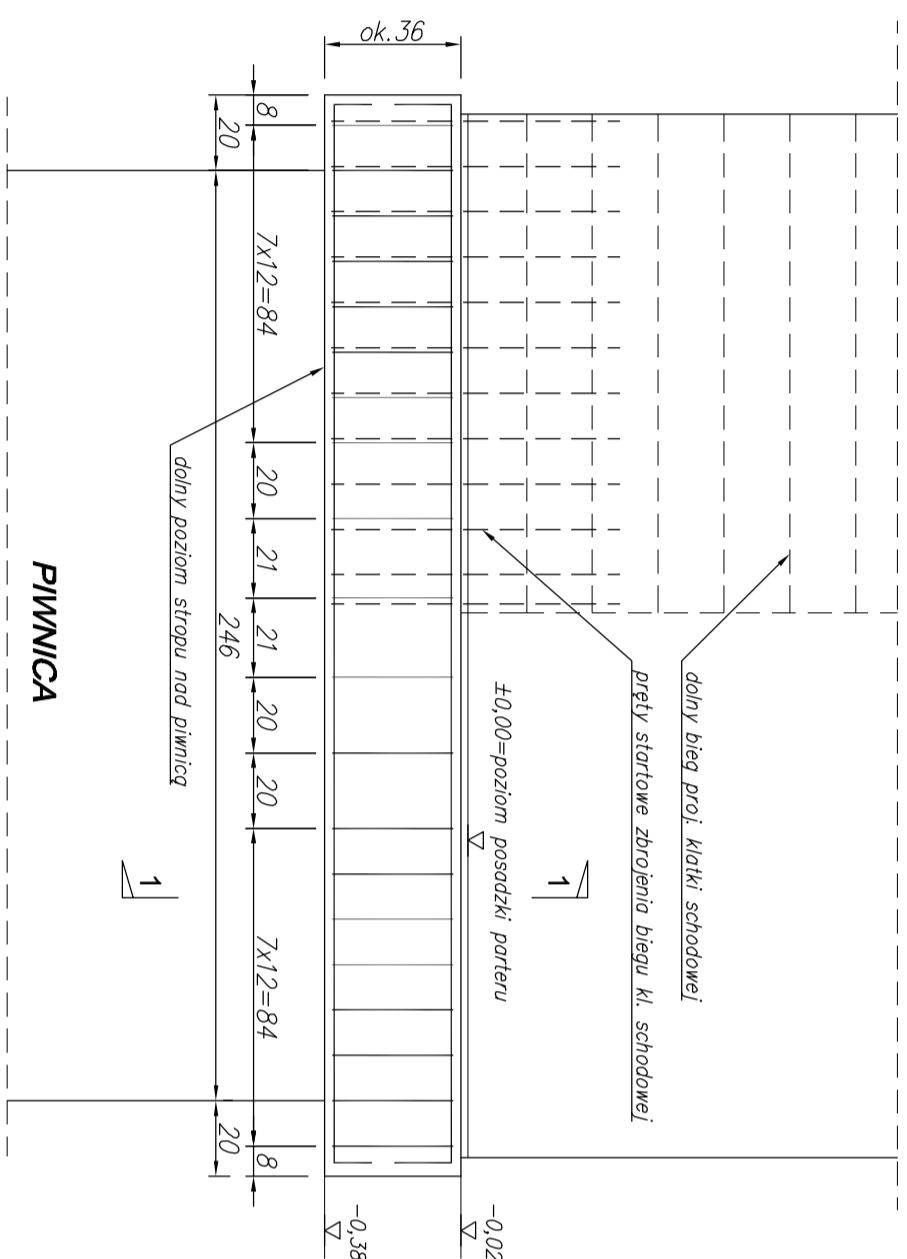 ok.36
dolny bieg proj. klatki schodowej
pręty startowe zbrojenia biegu kl. schodowej
±0,00=poziom posadzki parteru
1
-0,02
-0,38
8
7x12=84
20
21
21
20
20
7x12=84
8
20
246
20
dolny poziom stropu nad piwnicą
1
PIWNICA